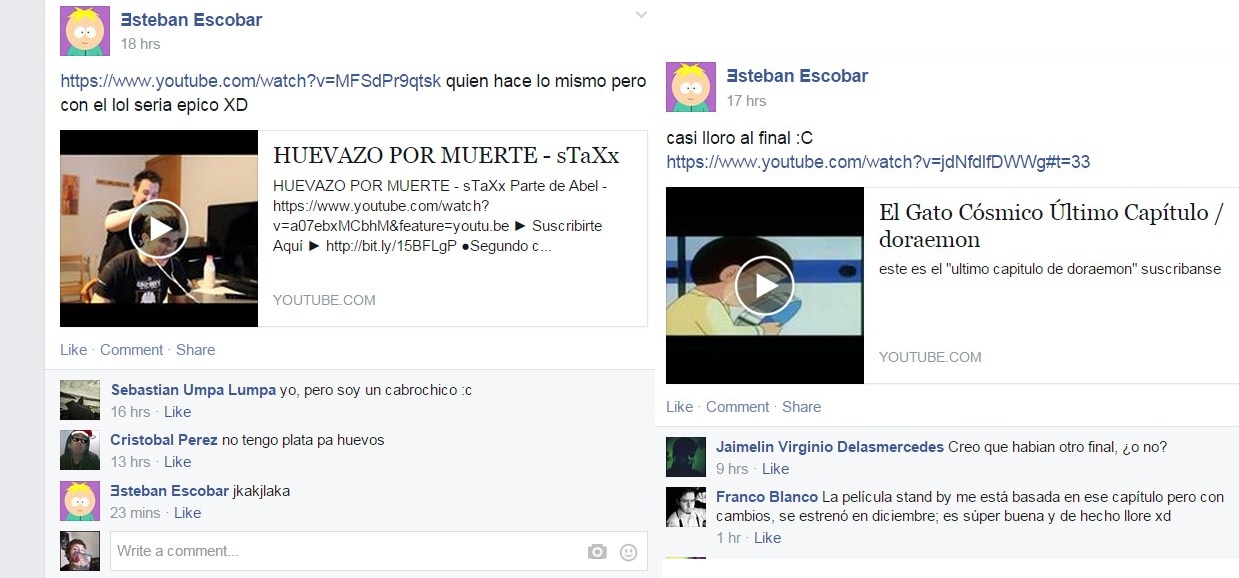 Ǝsteban Escobar
18 hrs
https://www.youtube.com/watch?v=MFSdPr9qtsk quien hace lo mismo pero
con el lol seria epico XD
HUEVAZO POR MUERTE - sTaXx
HUEVAZO POR MUERTE - sTaXx Parte de Abel -
https://www.youtube.com/watch?
v=a07ebxMCbhM&feature=youtu.be ► Suscribirte
Aquí ► http://bit.ly/15BFLgP ●Segundo c...
YOUTUBE.COM
Like · Comment · Share
Sebastian Umpa Lumpa yo, pero soy un cabrochico :c
16 hrs · Like
Cristobal Perez no tengo plata pa huevos
13 hrs · Like
Ǝsteban Escobar jkakjlaka
23 mins · Like
Write a comment...
Ǝsteban Escobar
17 hrs
casi lloro al final :C
https://www.youtube.com/watch?v=jdNfdIfDWWg#t=33
El Gato Cósmico Último Capítulo /
doraemon
este es el "ultimo capitulo de doraemon" suscribanse
YOUTUBE.COM
Like · Comment · Share
Jaimelin Virginio Delasmercedes Creo que habian otro final, ¿o no?
9 hrs · Like
Franco Blanco La película stand by me está basada en ese capítulo pero con
cambios, se estrenó en diciembre; es súper buena y de hecho llore xd
1 hr · Like